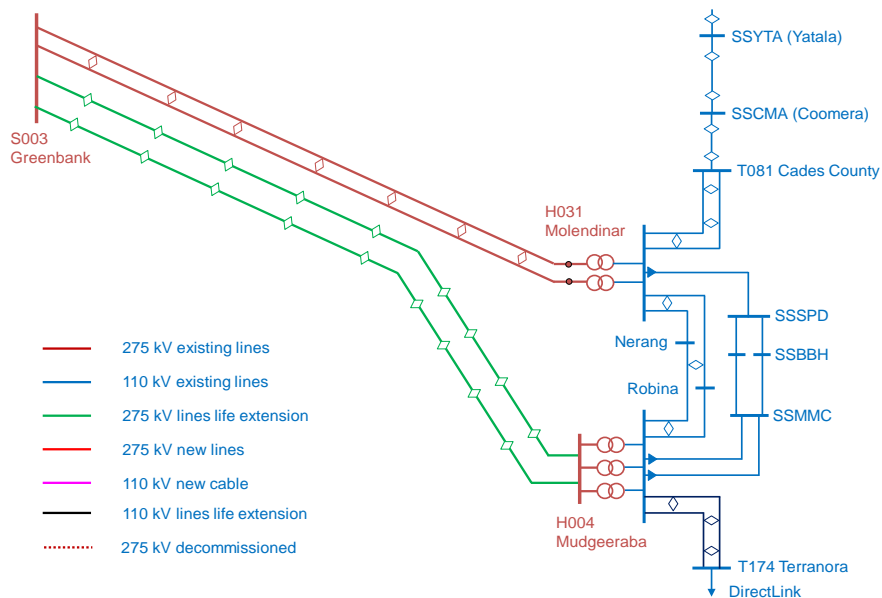 SSYTA (Yatala)
SSCMA (Coomera)
S003
Greenbank
T081 Cades County
H031
Molendinar
SSSPD
Nerang
SSBBH
275 kV existing lines
110 kV existing lines
Robina
275 kV lines life extension
SSMMC
275 kV new lines
110 kV new cable
110 kV lines life extension
H004
Mudgeeraba
275 kV decommissioned
T174 Terranora
DirectLink